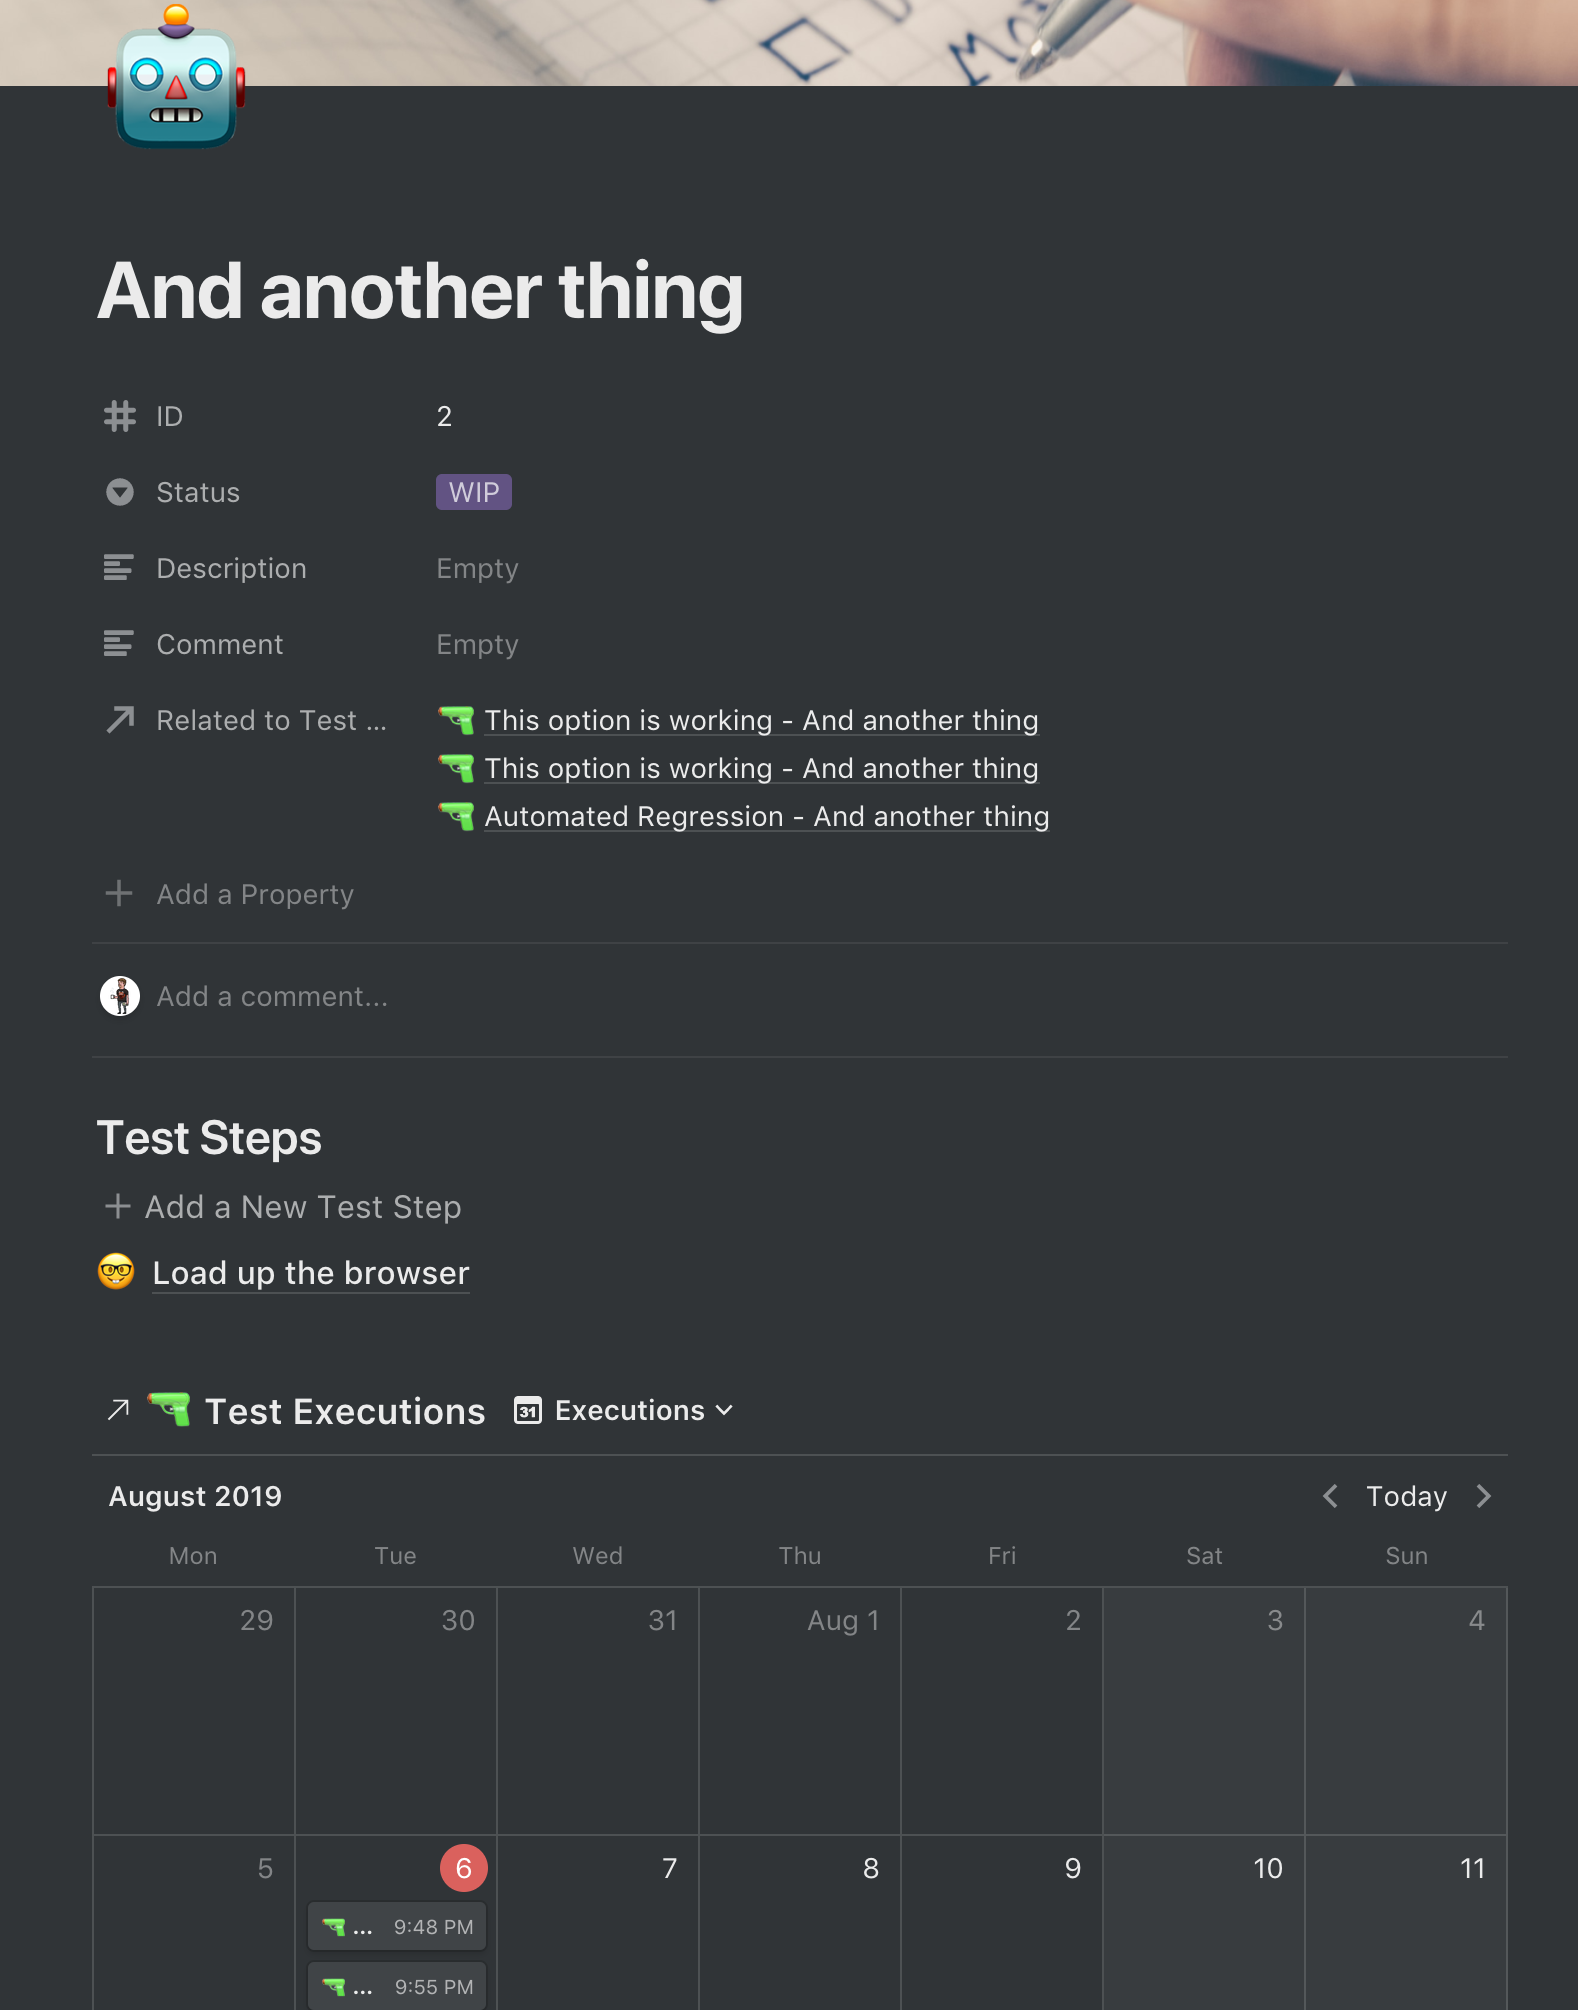 And another thing
ID 2
Status WIP
Description Empty
Comment Empty
Related to Test ... This option is working - And another thing
This option is working - And another thing
Automated Regression - And another thing
Add a Property
Add a comment...
Test Steps
Add a New Test Step
Load up the browser
Test Executions 31 Executions
August 2019 Today
Mon Tue Wed Thu Fri Sat Sun
29 30 31 Aug 1 2 3 4
5 6 7 8 9 10 11
... 9:48 PM
... 9:55 PM